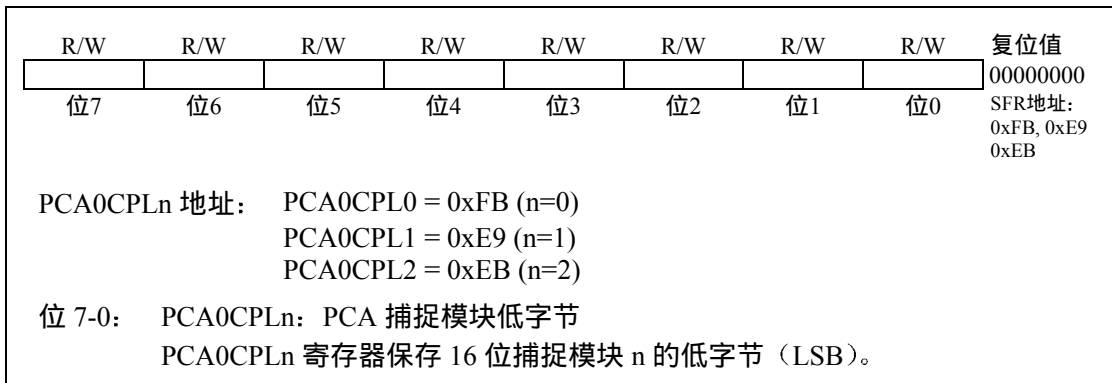 R/W R/W R/W R/W R/W R/W R/W R/W 复位值
00000000
位7 位6 位5 位4 位3 位2 位1 位0 SFR地址：
0xFB, 0xE9
0xEB
PCA0CPLn 地址： PCA0CPL0 = 0xFB (n=0)
PCA0CPL1 = 0xE9 (n=1)
PCA0CPL2 = 0xEB (n=2)
位 7-0： PCA0CPLn：PCA 捕捉模块低字节
PCA0CPLn 寄存器保存 16 位捕捉模块 n 的低字节（LSB）。